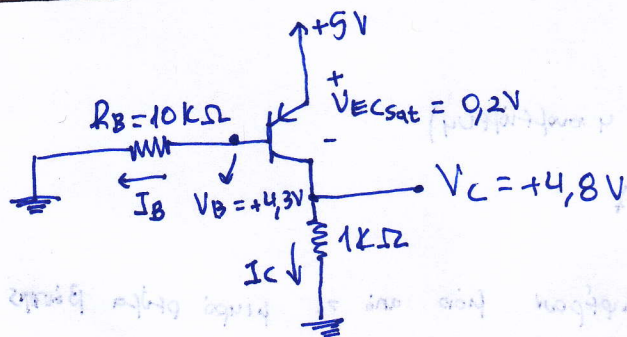 +5V
+
VECsat = 0,2V
-
RB=10KΩ
IB
VB=+4,3V
VC=+4,8V
1KΩ
IC